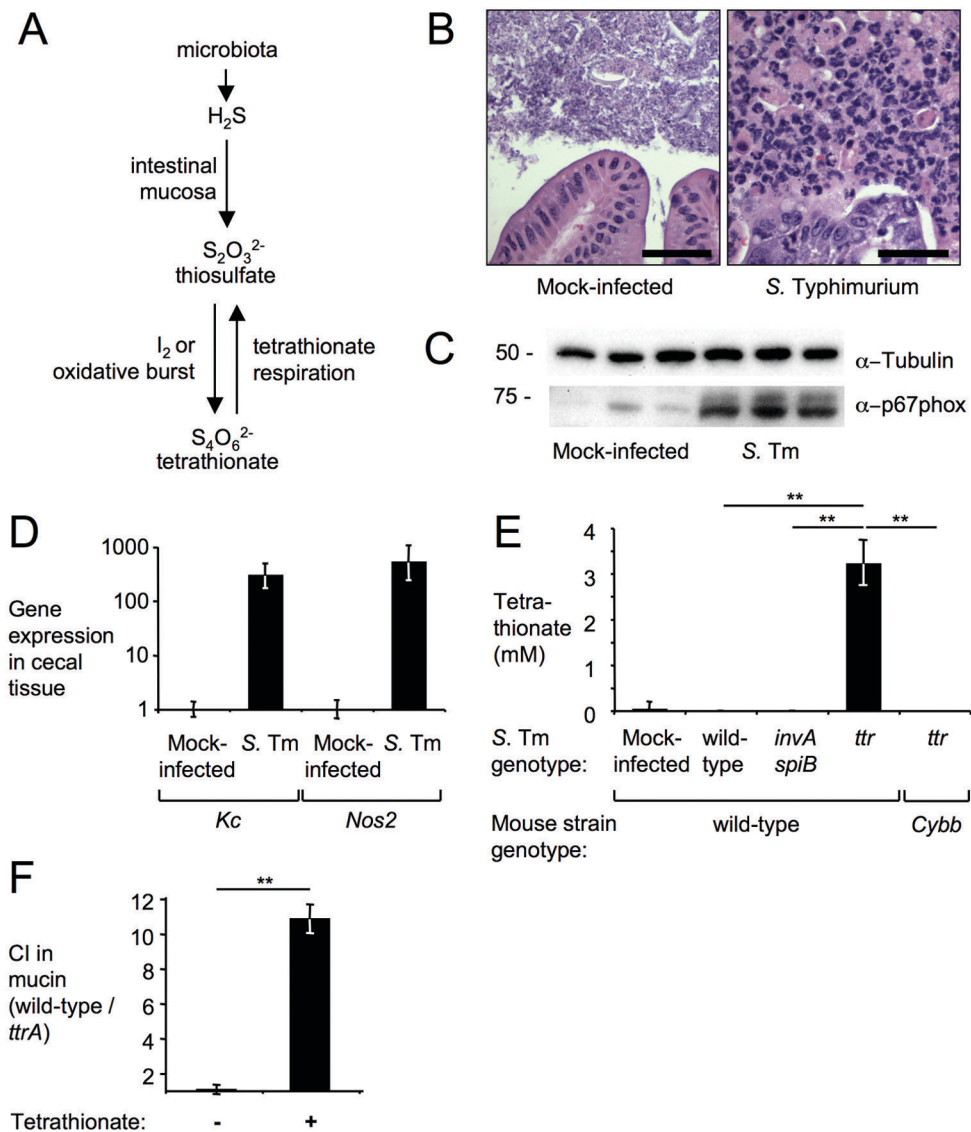 A
microbiota
H2S
intestinal
mucosa
S2O3 2-
thiosulfate
I2 or
oxidative burst
tetrathionate
respiration
S4O6 2-
tetrathionate
B
Mock-infected
S. Typhimurium
C
50 -
α–Tubulin
75 -
α–p67phox
Mock-infected
S. Tm
D
1000
100
10
1
Gene
expression
in cecal
tissue
Mock-
infected
S. Tm
Mock-
infected
S. Tm
Kc
Nos2
E
**
**
**
4
3
2
1
0
Tetra-
thionate
(mM)
S. Tm
genotype:
Mock-
infected
wild-
type
invA
spiB
ttr
ttr
Mouse strain
genotype:
wild-type
Cybb
F
**
12
10
8
6
4
2
CI in
mucin
(wild-type /
ttrA)
Tetrathionate:
-
+